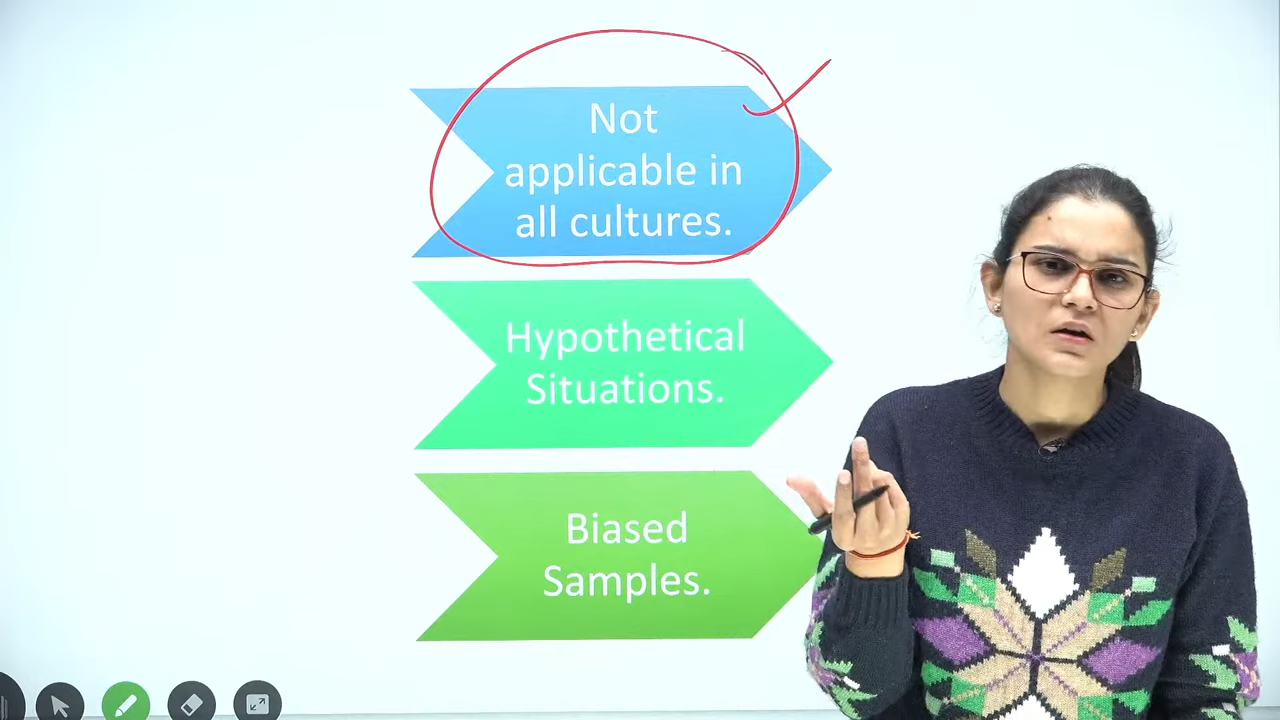 Not
applicable in
all cultures.
Hypothetical
Situations.
Biased
Samples.